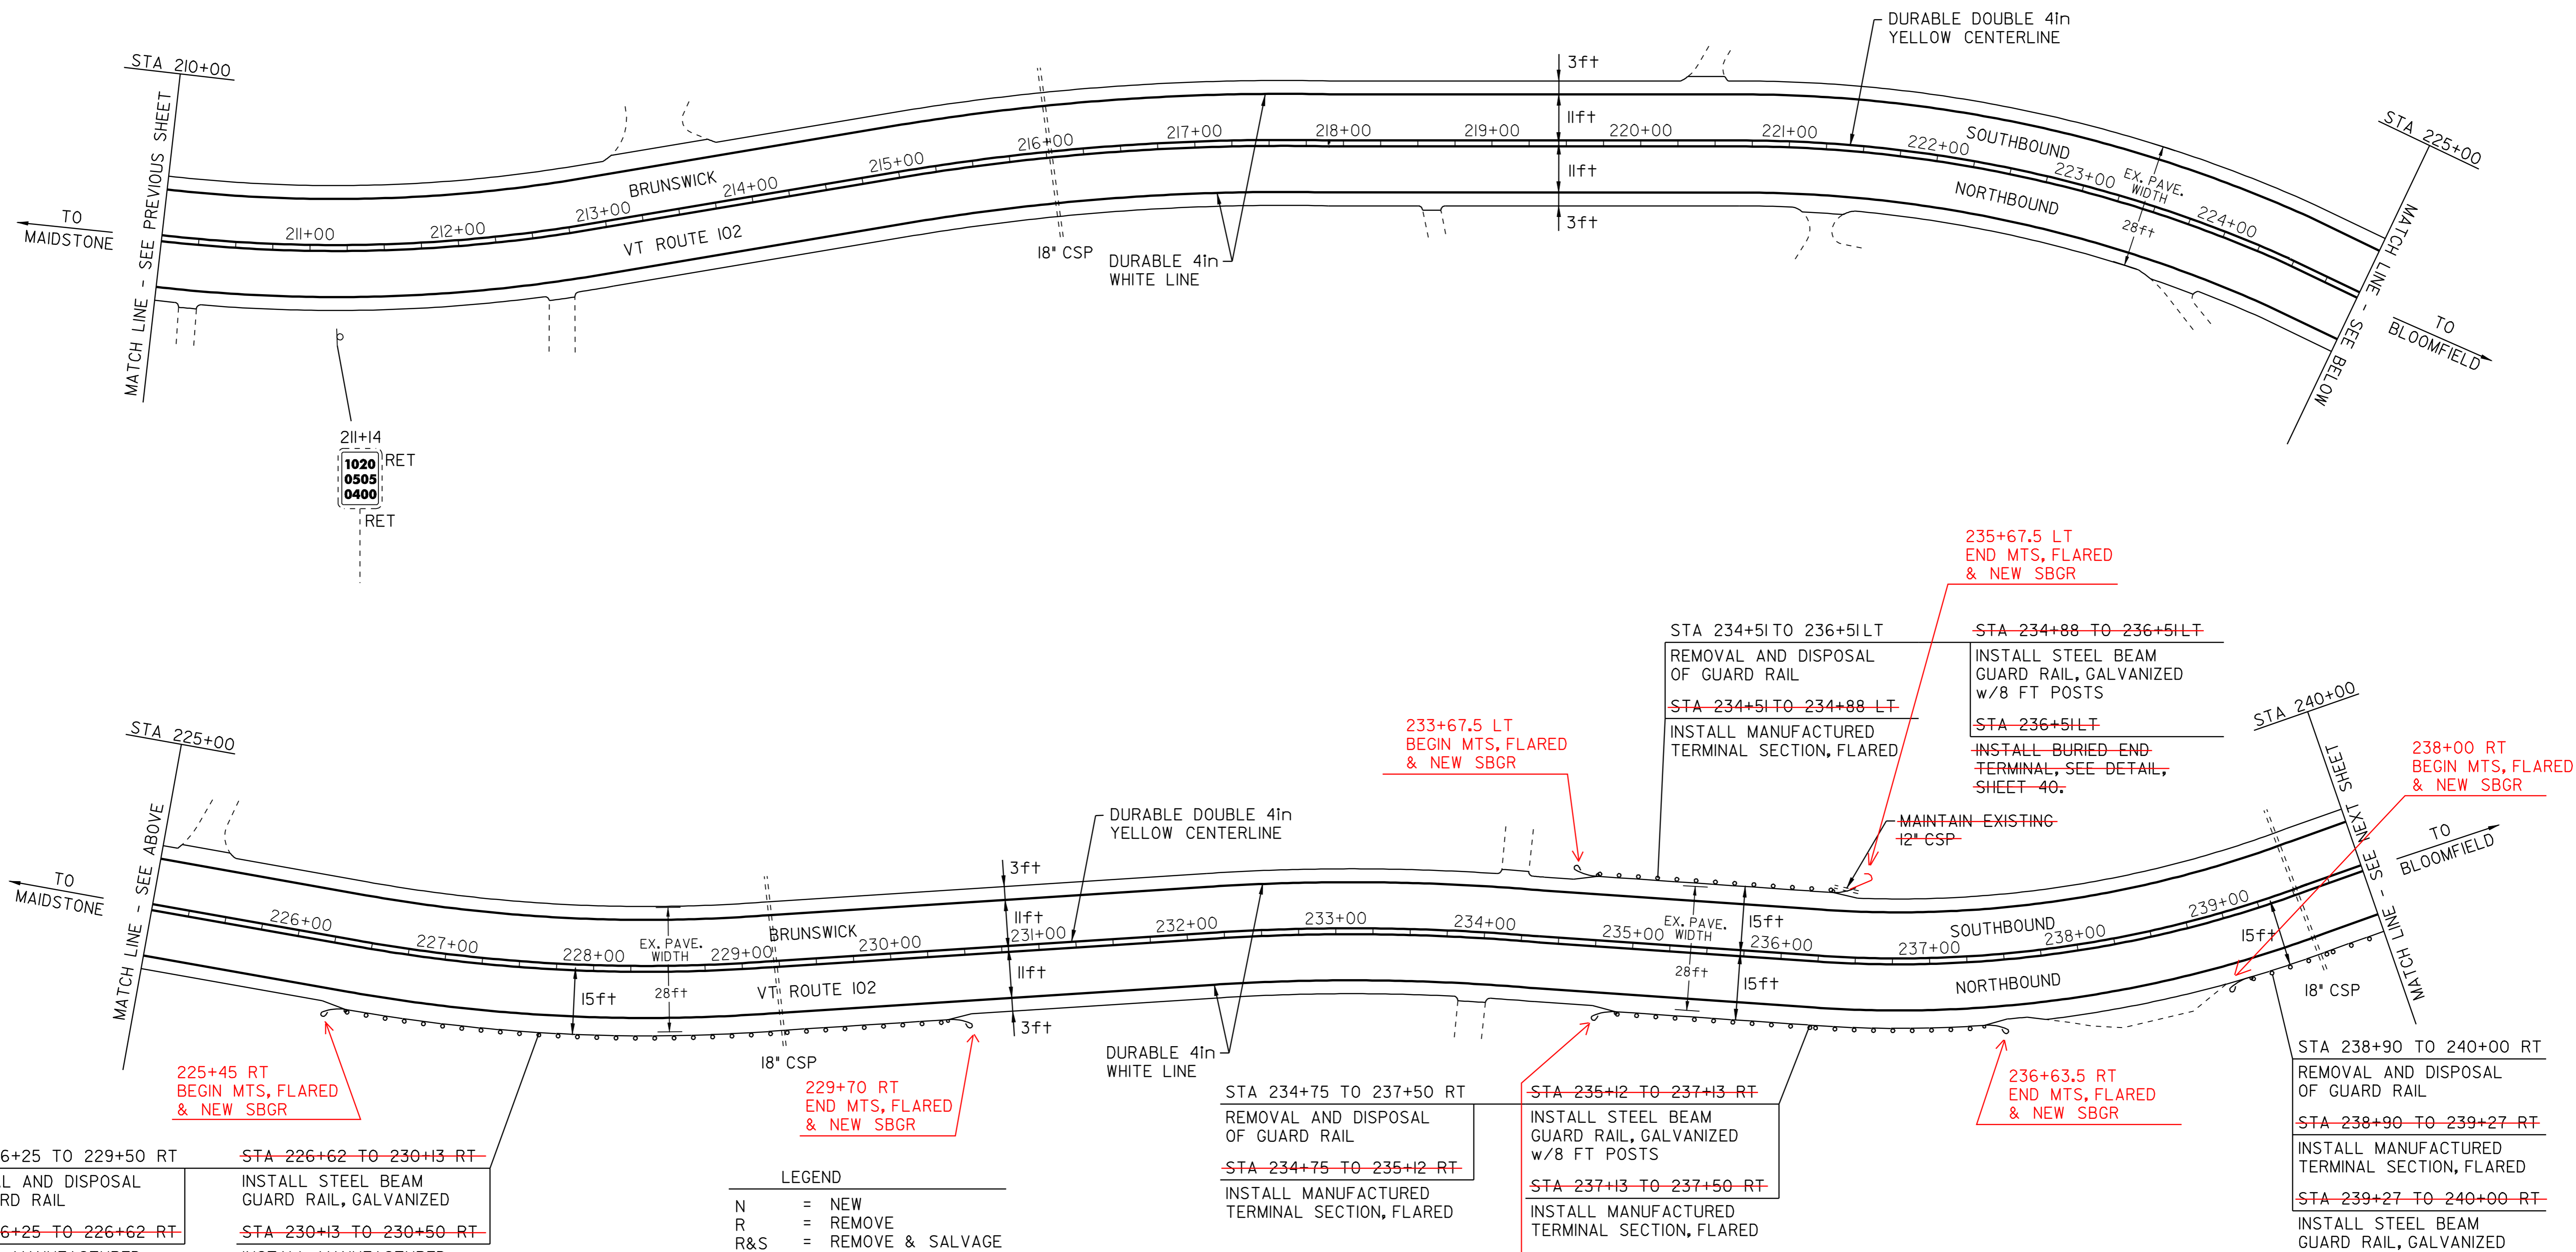 DURABLE DOUBLE 4in
YELLOW CENTERLINE
STA 210+00
3ft
11ft
11ft
3ft
STA 225+00
MATCH LINE - SEE PREVIOUS SHEET
TO
MAIDSTONE
211+00
212+00
213+00
214+00
215+00
216+00
217+00
218+00
219+00
220+00
221+00
222+00
223+00
224+00
BRUNSWICK
VT ROUTE 102
SOUTHBOUND
NORTHBOUND
EX. PAVE.
WIDTH
28ft
18" CSP
DURABLE 4in
WHITE LINE
MATCH LINE - SEE BELOW
TO
BLOOMFIELD
211+14
1020
0505
0400
RET
RET
235+67.5 LT
END MTS, FLARED
& NEW SBGR
STA 234+51 TO 236+51 LT
REMOVAL AND DISPOSAL
OF GUARD RAIL
STA 234+51 TO 234+88 LT
INSTALL MANUFACTURED
TERMINAL SECTION, FLARED
STA 234+88 TO 236+51 LT
INSTALL STEEL BEAM
GUARD RAIL, GALVANIZED
w/8 FT POSTS
STA 236+51 LT
INSTALL BURIED END
TERMINAL, SEE DETAIL,
SHEET 40.
233+67.5 LT
BEGIN MTS, FLARED
& NEW SBGR
MAINTAIN EXISTING
12" CSP
STA 240+00
238+00 RT
BEGIN MTS, FLARED
& NEW SBGR
STA 225+00
MATCH LINE - SEE ABOVE
TO
MAIDSTONE
DURABLE DOUBLE 4in
YELLOW CENTERLINE
226+00
227+00
228+00
229+00
230+00
231+00
232+00
233+00
234+00
235+00
236+00
237+00
238+00
239+00
EX. PAVE.
WIDTH
28ft
15ft
BRUNSWICK
VT ROUTE 102
3ft
11ft
11ft
3ft
EX. PAVE.
WIDTH
28ft
15ft
15ft
SOUTHBOUND
NORTHBOUND
15ft
18" CSP
18" CSP
MATCH LINE - SEE NEXT SHEET
TO
BLOOMFIELD
DURABLE 4in
WHITE LINE
225+45 RT
BEGIN MTS, FLARED
& NEW SBGR
229+70 RT
END MTS, FLARED
& NEW SBGR
236+63.5 RT
END MTS, FLARED
& NEW SBGR
6+25 TO 229+50 RT
L AND DISPOSAL
RD RAIL
6+25 TO 226+62 RT
STA 226+62 TO 230+13 RT
INSTALL STEEL BEAM
GUARD RAIL, GALVANIZED
STA 230+13 TO 230+50 RT
LEGEND
N = NEW
R = REMOVE
R&S = REMOVE & SALVAGE
STA 234+75 TO 237+50 RT
REMOVAL AND DISPOSAL
OF GUARD RAIL
STA 234+75 TO 235+12 RT
INSTALL MANUFACTURED
TERMINAL SECTION, FLARED
STA 235+12 TO 237+13 RT
INSTALL STEEL BEAM
GUARD RAIL, GALVANIZED
w/8 FT POSTS
STA 237+13 TO 237+50 RT
INSTALL MANUFACTURED
TERMINAL SECTION, FLARED
STA 238+90 TO 240+00 RT
REMOVAL AND DISPOSAL
OF GUARD RAIL
STA 238+90 TO 239+27 RT
INSTALL MANUFACTURED
TERMINAL SECTION, FLARED
STA 239+27 TO 240+00 RT
INSTALL STEEL BEAM
GUARD RAIL, GALVANIZED